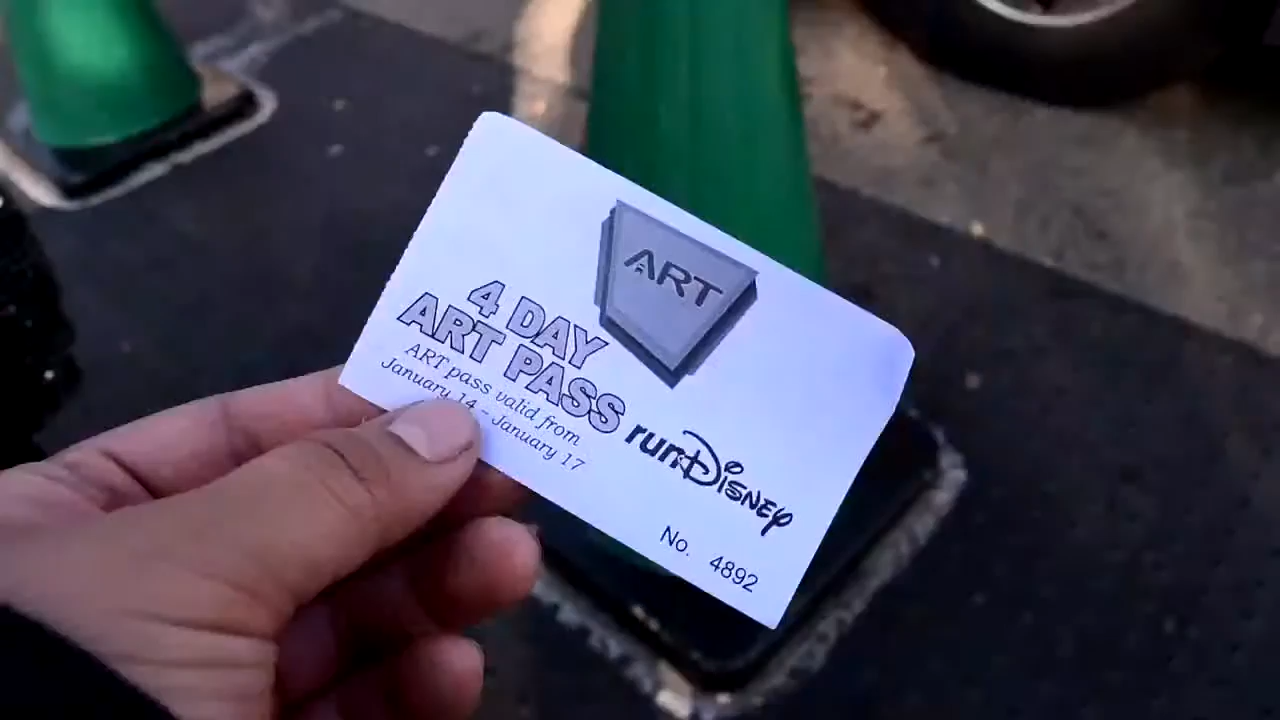 ART
4 DAY
ART PASS
ART pass valid from
January 14 - January 17
runDisney
No. 4892